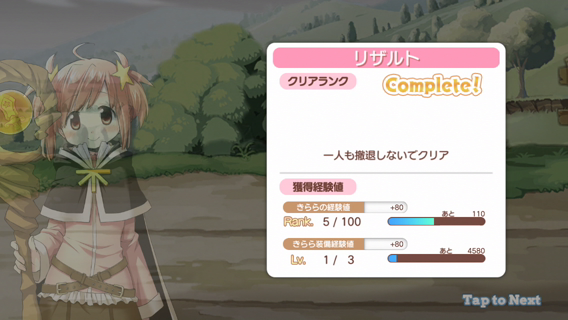 リザルト
クリアランク
Complete!
一人も撤退しないでクリア
獲得経験値
きららの経験値 +80
あと 110
Rank. 5 / 100
きらら装備経験値 +80
あと 4580
Lv. 1 / 3
Tap to Next